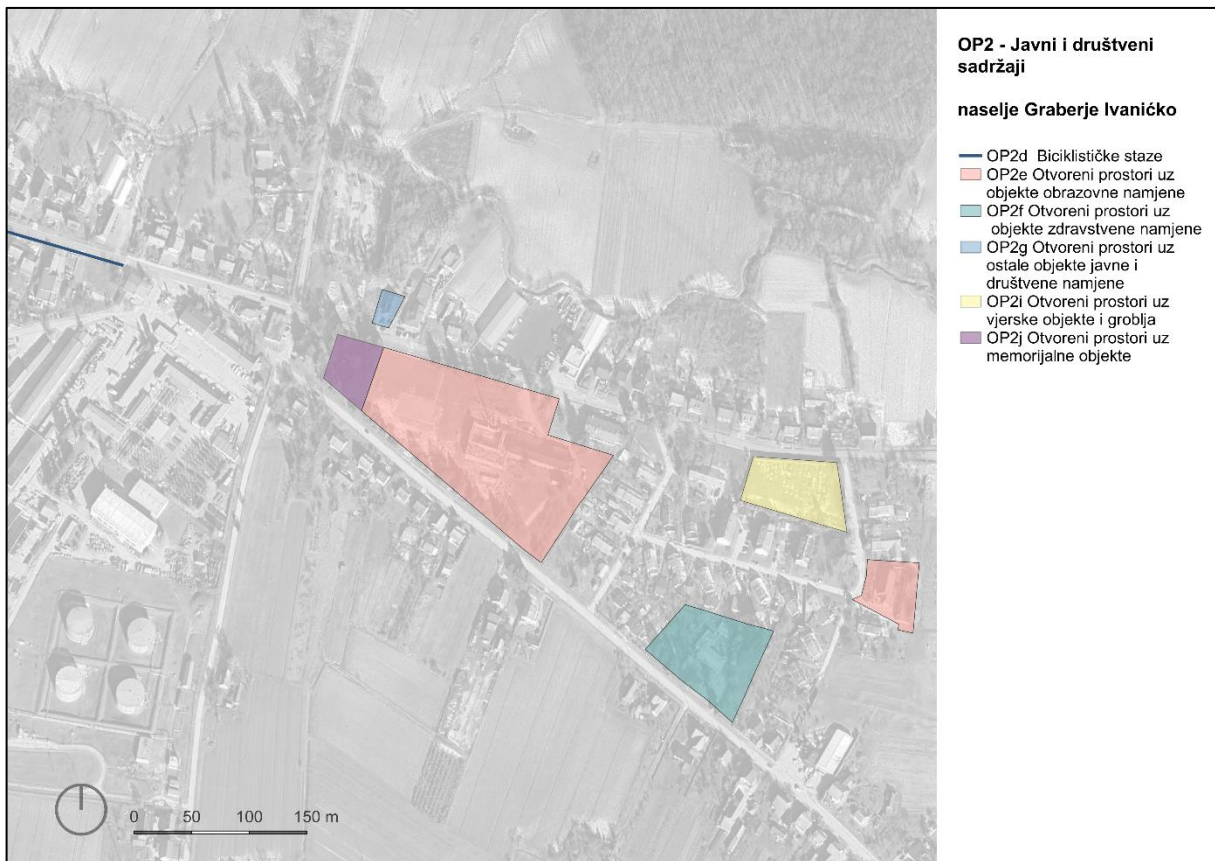 OP2 - Javni i društveni
sadržaji
naselje Graberje Ivanićko
OP2d Biciklističke staze
OP2e Otvoreni prostori uz
objekte obrazovne namjene
OP2f Otvoreni prostori uz
objekte zdravstvene namjene
OP2g Otvoreni prostori uz
ostale objekte javne i
društvene namjene
OP2i Otvoreni prostori uz
vjerske objekte i groblja
OP2j Otvoreni prostori uz
memorijalne objekte
0 50 100 150 m